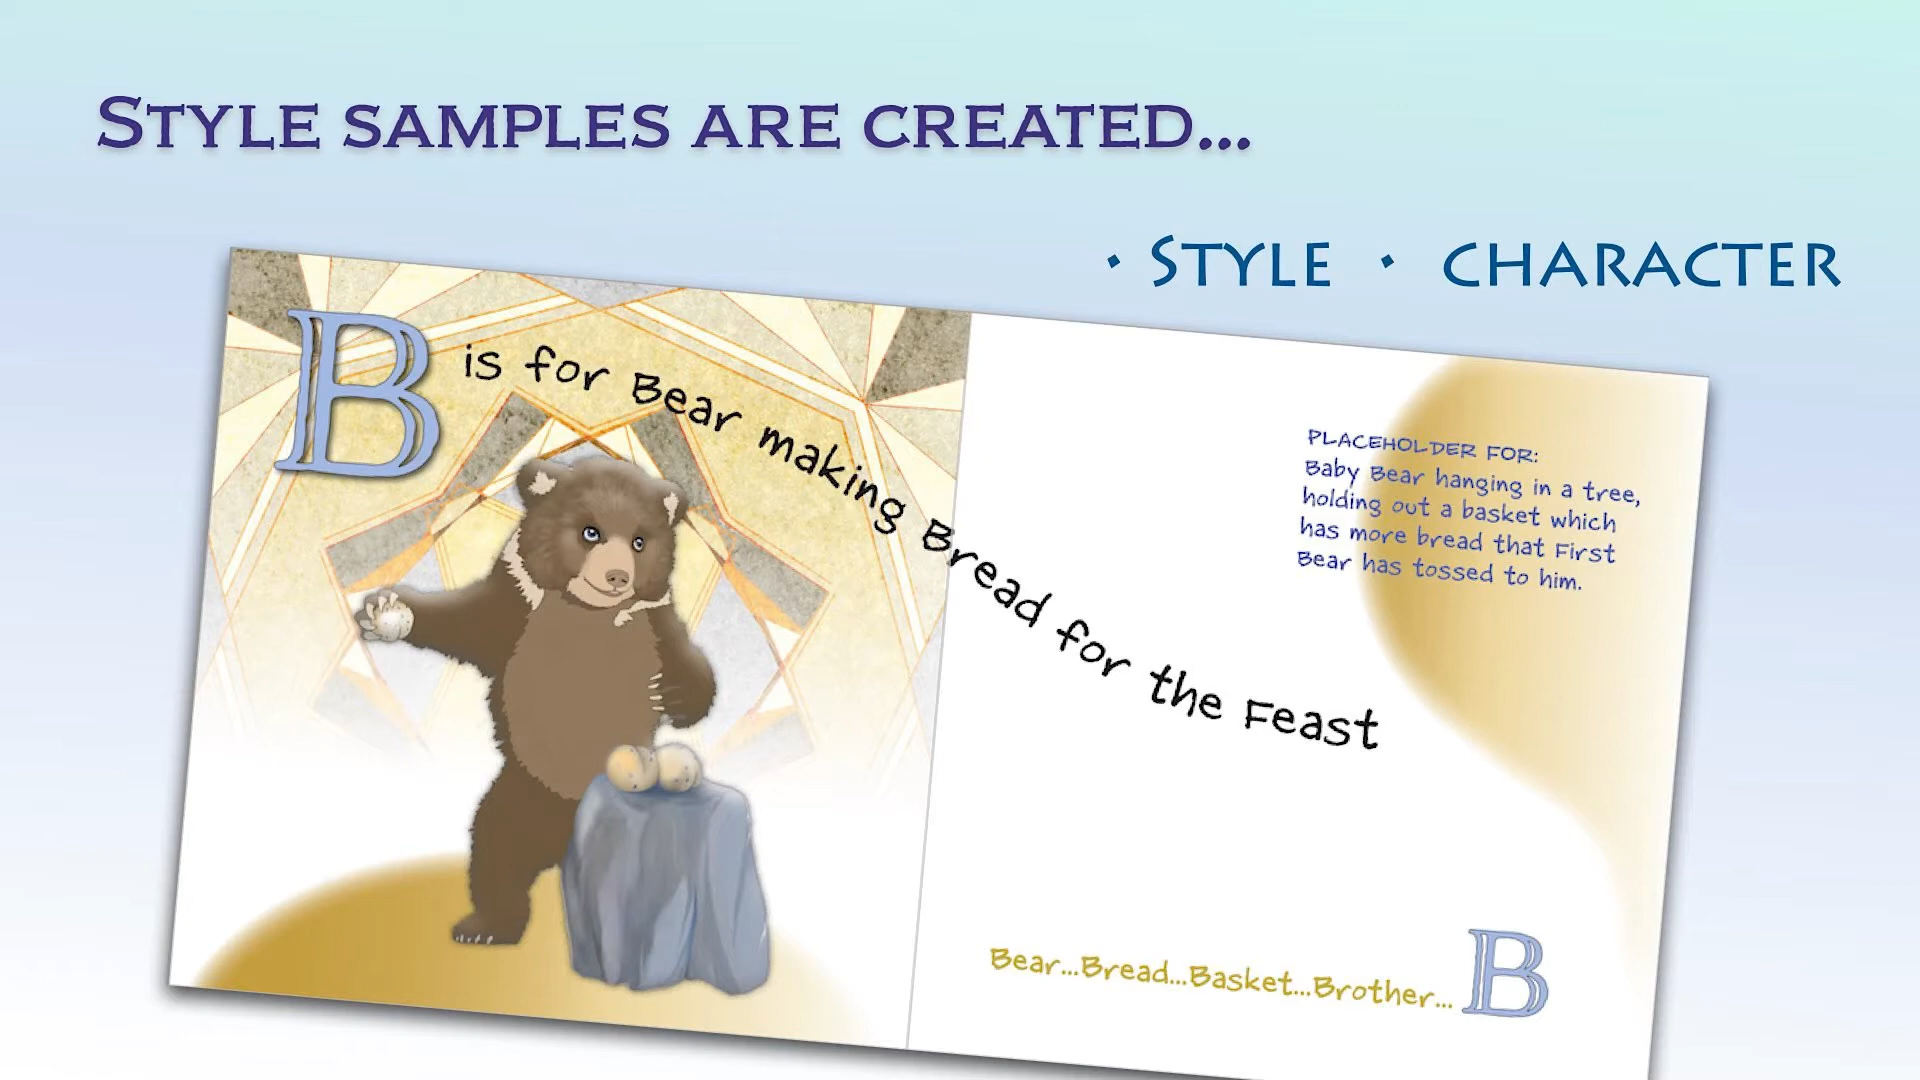 STYLE SAMPLES ARE CREATED...
• STYLE • CHARACTER
B is for Bear making Bread for the Feast
PLACEHOLDER FOR:
Baby Bear hanging in a tree,
holding out a basket which
has more bread that First
Bear has tossed to him.
Bear...Bread...Basket...Brother... B